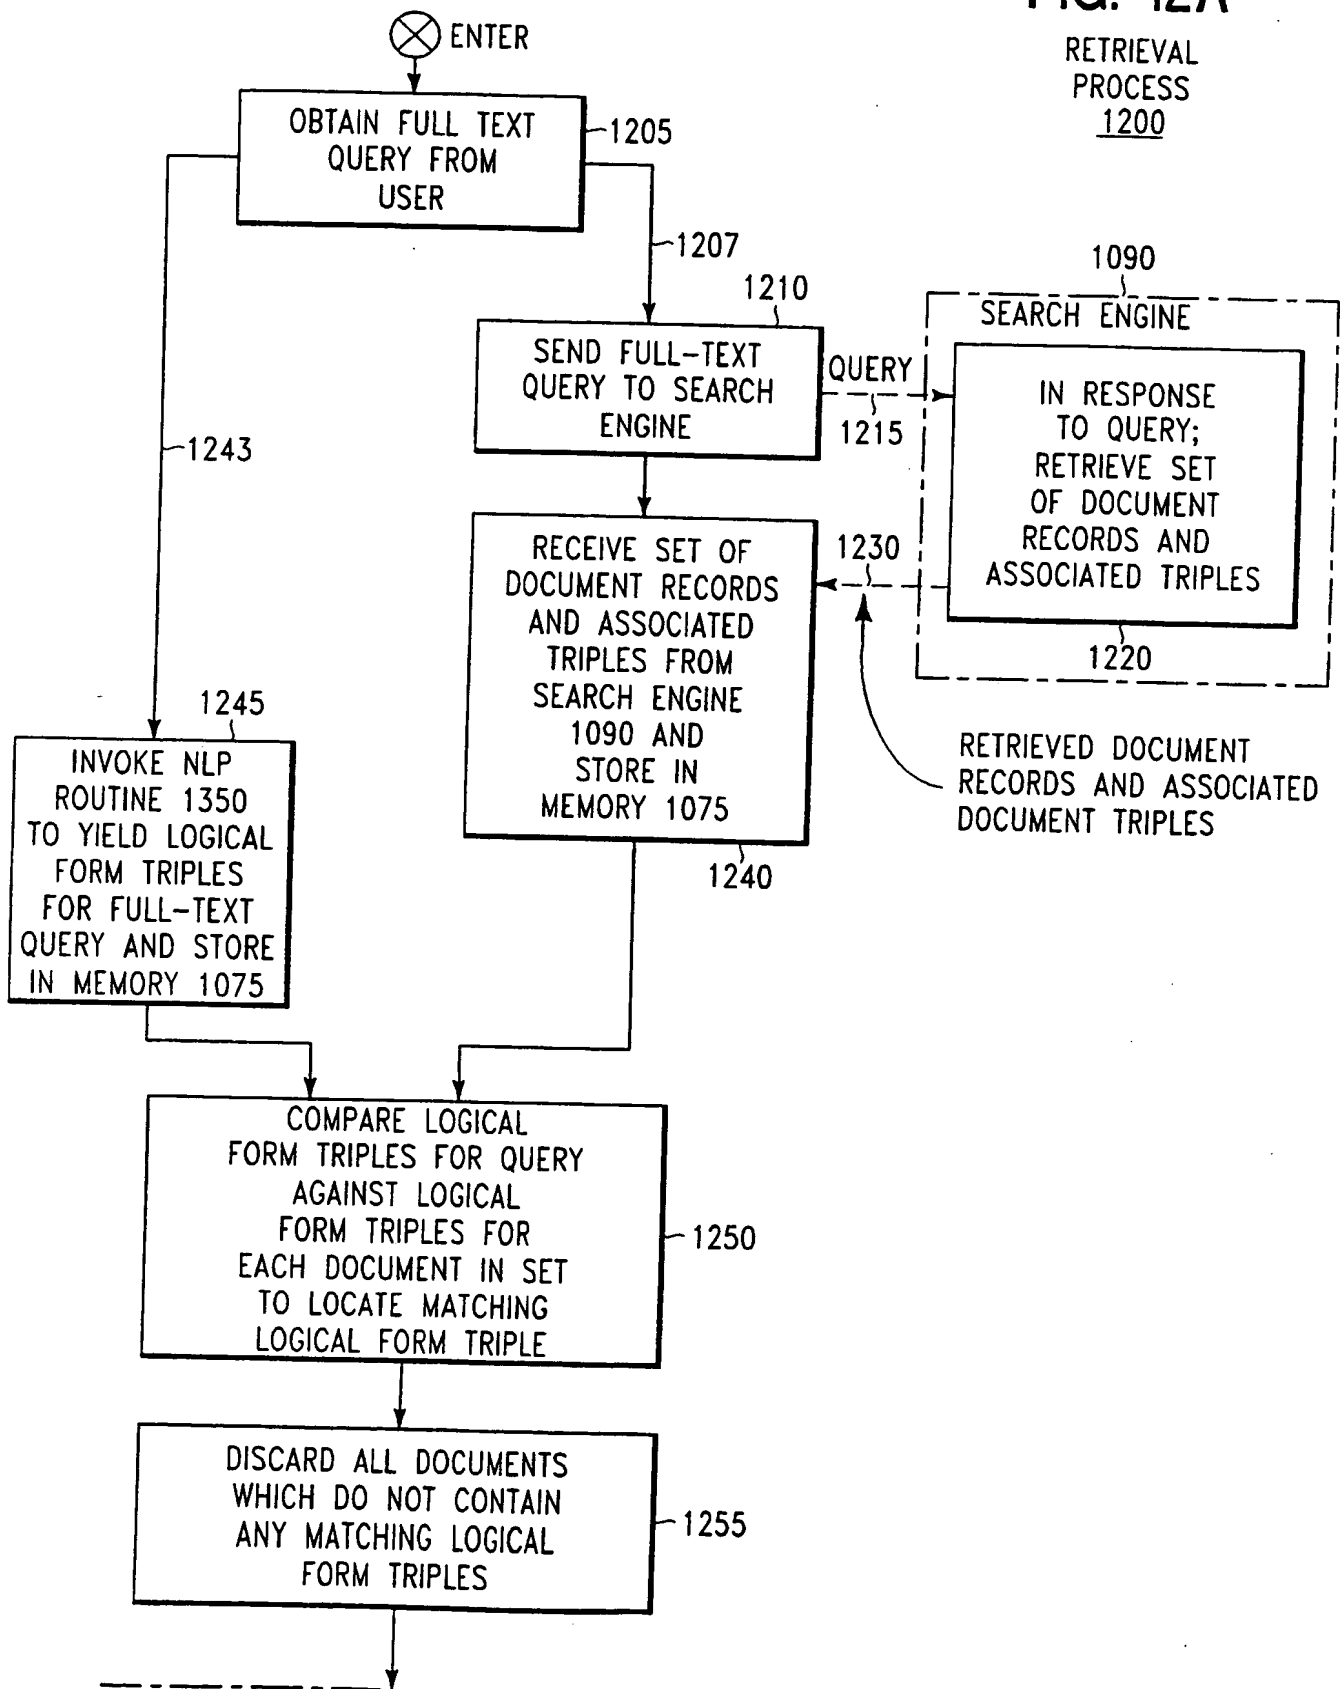 FIG. 12A
RETRIEVAL
PROCESS
1200
ENTER
OBTAIN FULL TEXT
QUERY FROM
USER
1205
1207
1243
1210
SEND FULL-TEXT
QUERY TO SEARCH
ENGINE
QUERY
1215
1090
SEARCH ENGINE
IN RESPONSE
TO QUERY;
RETRIEVE SET
OF DOCUMENT
RECORDS AND
ASSOCIATED TRIPLES
1220
1230
RETRIEVED DOCUMENT
RECORDS AND ASSOCIATED
DOCUMENT TRIPLES
RECEIVE SET OF
DOCUMENT RECORDS
AND ASSOCIATED
TRIPLES FROM
SEARCH ENGINE
1090 AND
STORE IN
MEMORY 1075
1240
1245
INVOKE NLP
ROUTINE 1350
TO YIELD LOGICAL
FORM TRIPLES
FOR FULL-TEXT
QUERY AND STORE
IN MEMORY 1075
COMPARE LOGICAL
FORM TRIPLES FOR QUERY
AGAINST LOGICAL
FORM TRIPLES FOR
EACH DOCUMENT IN SET
TO LOCATE MATCHING
LOGICAL FORM TRIPLE
1250
DISCARD ALL DOCUMENTS
WHICH DO NOT CONTAIN
ANY MATCHING LOGICAL
FORM TRIPLES
1255